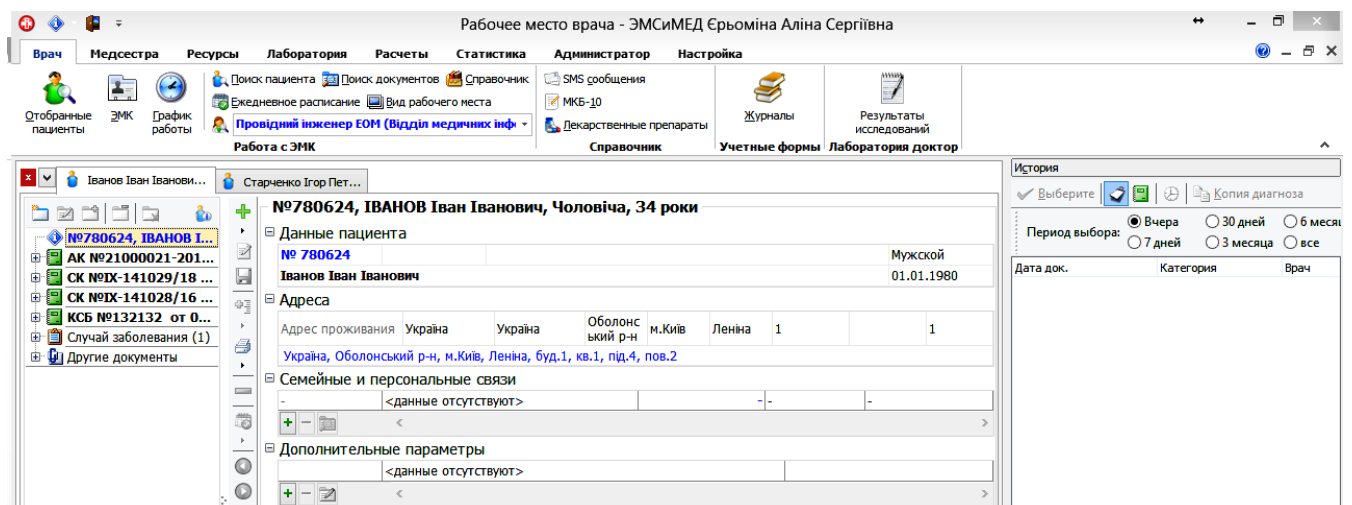 Рабочее место врача - ЭМСиМЕД Єрьоміна Аліна Сергіївна
Врач Медсестра Ресурсы Лаборатория Расчеты Статистика Администратор Настройка
Отобранные пациенты
ЭМК
График работы
Поиск пациента Поиск документов Справочник
Ежедневное расписание Вид рабочего места
Провідний інженер ЕОМ (Відділ медичних інф
Работа с ЭМК
SMS сообщения
МКБ-10
Лекарственные препараты
Справочник
Журналы
Учетные формы
Результаты исследований
Лаборатория доктор
Іванов Іван Іванови... Старченко Ігор Пет...
№780624, ІВАНОВ І...
АК №21000021-201...
СК №IX-141029/18 ...
СК №IX-141028/16 ...
КСБ №132132 от 0...
Случай заболевания (1)
Другие документы
№780624, ІВАНОВ Іван Іванович, Чоловіча, 34 роки
Данные пациента
№ 780624 Мужской
Іванов Іван Іванович 01.01.1980
Адреса
Адрес проживания Україна Україна Оболонс
ький р-н м.Київ Леніна 1 1
Україна, Оболонський р-н, м.Київ, Леніна, буд.1, кв.1, під.4, пов.2
Семейные и персональные связи
- <данные отсутствуют> - - -
Дополнительные параметры
<данные отсутствуют>
История
Выберите Копия диагноза
Период выбора: Вчера 30 дней 6 месяц
7 дней 3 месяца все
Дата док. Категория Врач